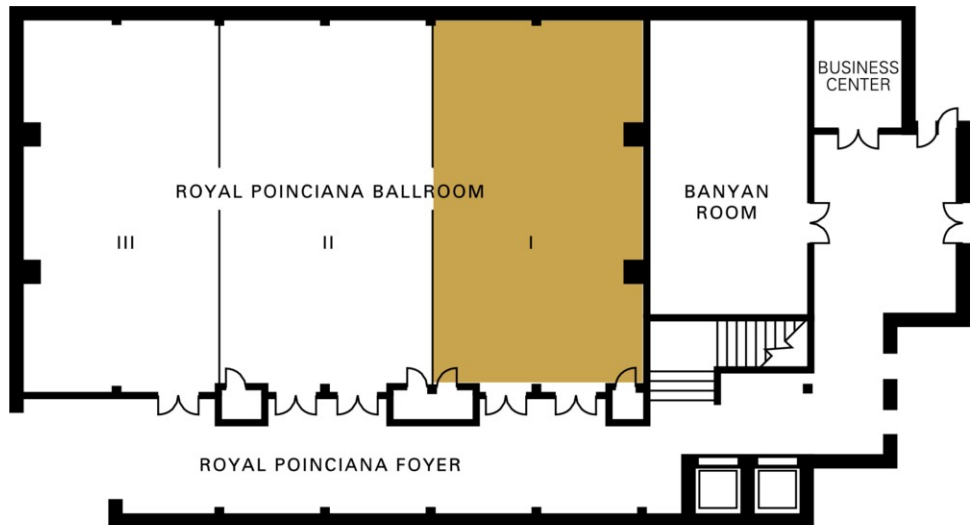 BUSINESS
CENTER
ROYAL POINCIANA BALLROOM
BANYAN
ROOM
III
II
I
ROYAL POINCIANA FOYER